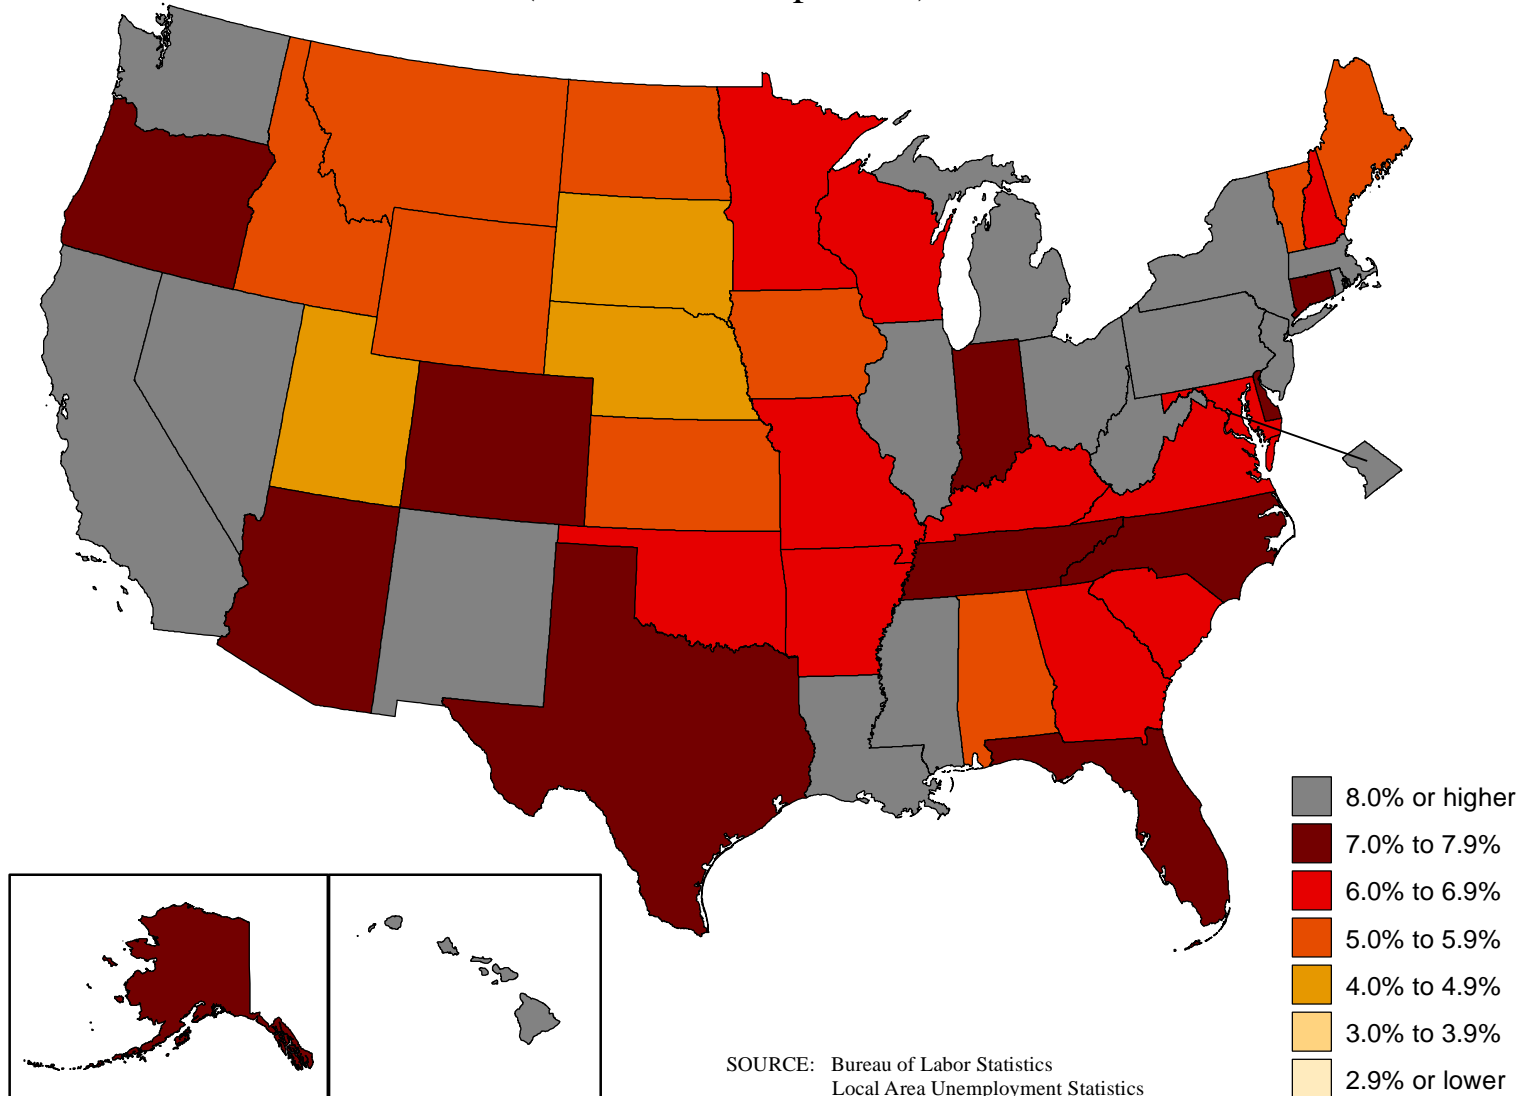 8.0% or higher
7.0% to 7.9%
6.0% to 6.9%
5.0% to 5.9%
4.0% to 4.9%
3.0% to 3.9%
2.9% or lower
SOURCE: Bureau of Labor Statistics
Local Area Unemployment Statistics